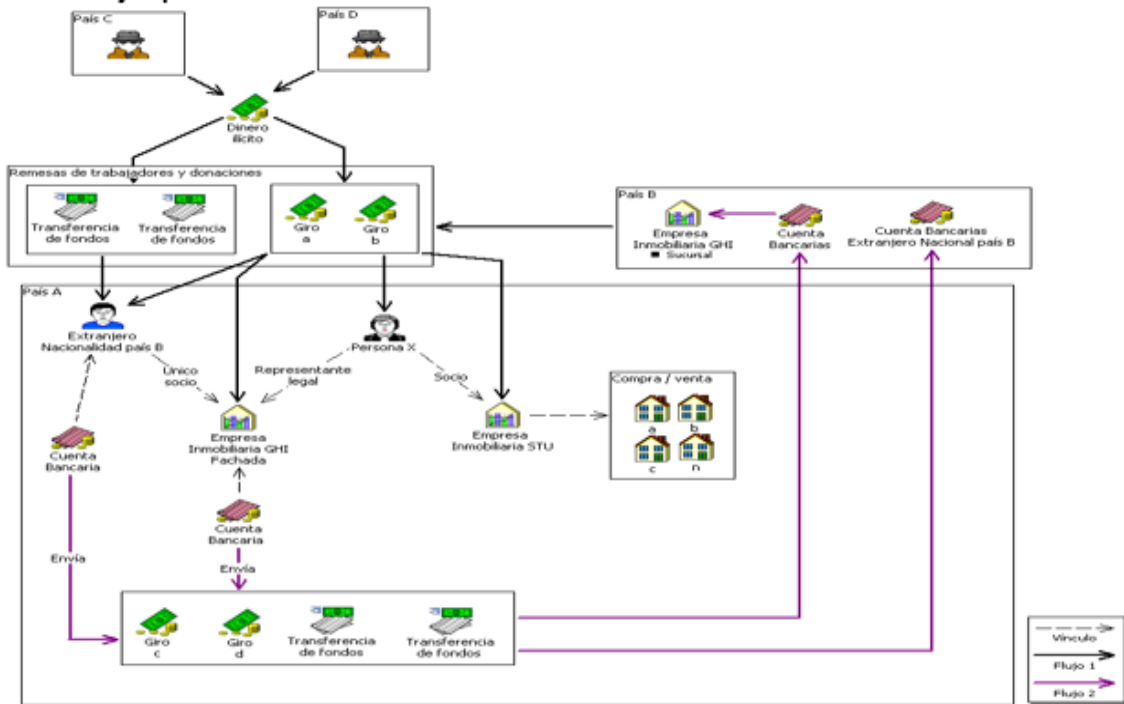 País C
País D
Dinero
ilícito
Remesas de trabajadores y donaciones
Transferencia
de fondos
Transferencia
de fondos
Giro
a
Giro
b
País B
Empresa
Inmobiliaria GHI
■ Sucursal
Cuenta
Bancarias
Cuenta Bancarias
Extranjero Nacional país B
País A
Extranjero
Nacionalidad país B
Persona X
Único
socio
Representante
legal
Socio
Compra / venta
a
b
c
n
Empresa
Inmobiliaria GHI
Fachada
Empresa
Inmobiliaria STU
Cuenta
Bancaria
Cuenta
Bancaria
Envía
Envía
Giro
c
Giro
d
Transferencia
de fondos
Transferencia
de fondos
Vínculo
Flujo 1
Flujo 2